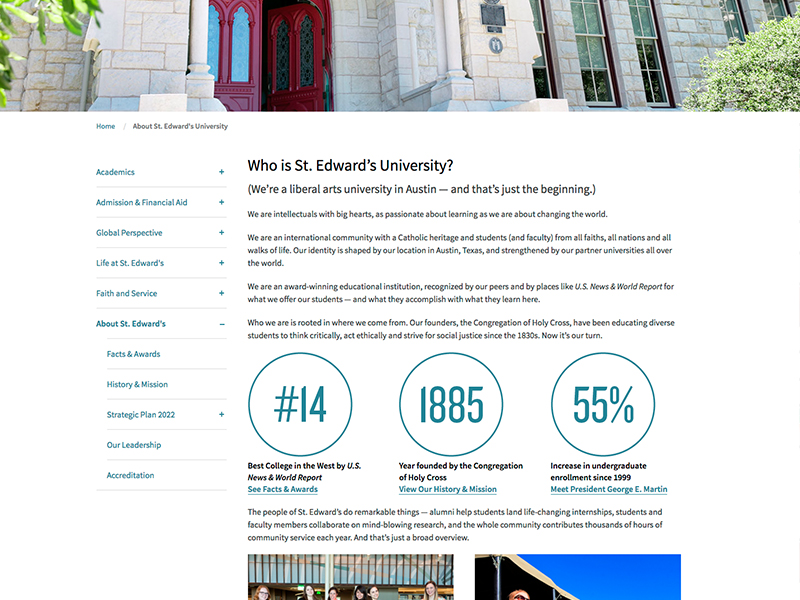 Home / About St. Edward's University
Academics +
Admission & Financial Aid +
Global Perspective +
Life at St. Edward's +
Faith and Service +
About St. Edward's –
Facts & Awards
History & Mission
Strategic Plan 2022 +
Our Leadership
Accreditation
Who is St. Edward’s University?
(We’re a liberal arts university in Austin — and that’s just the beginning.)
We are intellectuals with big hearts, as passionate about learning as we are about changing the world.
We are an international community with a Catholic heritage and students (and faculty) from all faiths, all nations and all
walks of life. Our identity is shaped by our location in Austin, Texas, and strengthened by our partner universities all over
the world.
We are an award-winning educational institution, recognized by our peers and by places like U.S. News & World Report for
what we offer our students — and what they accomplish with what they learn here.
Who we are is rooted in where we come from. Our founders, the Congregation of Holy Cross, have been educating diverse
students to think critically, act ethically and strive for social justice since the 1830s. Now it’s our turn.
#14
Best College in the West by U.S.
News & World Report
See Facts & Awards
1885
Year founded by the Congregation
of Holy Cross
View Our History & Mission
55%
Increase in undergraduate
enrollment since 1999
Meet President George E. Martin
The people of St. Edward’s do remarkable things — alumni help students land life-changing internships, students and
faculty members collaborate on mind-blowing research, and the whole community contributes thousands of hours of
community service each year. And that’s just a broad overview.